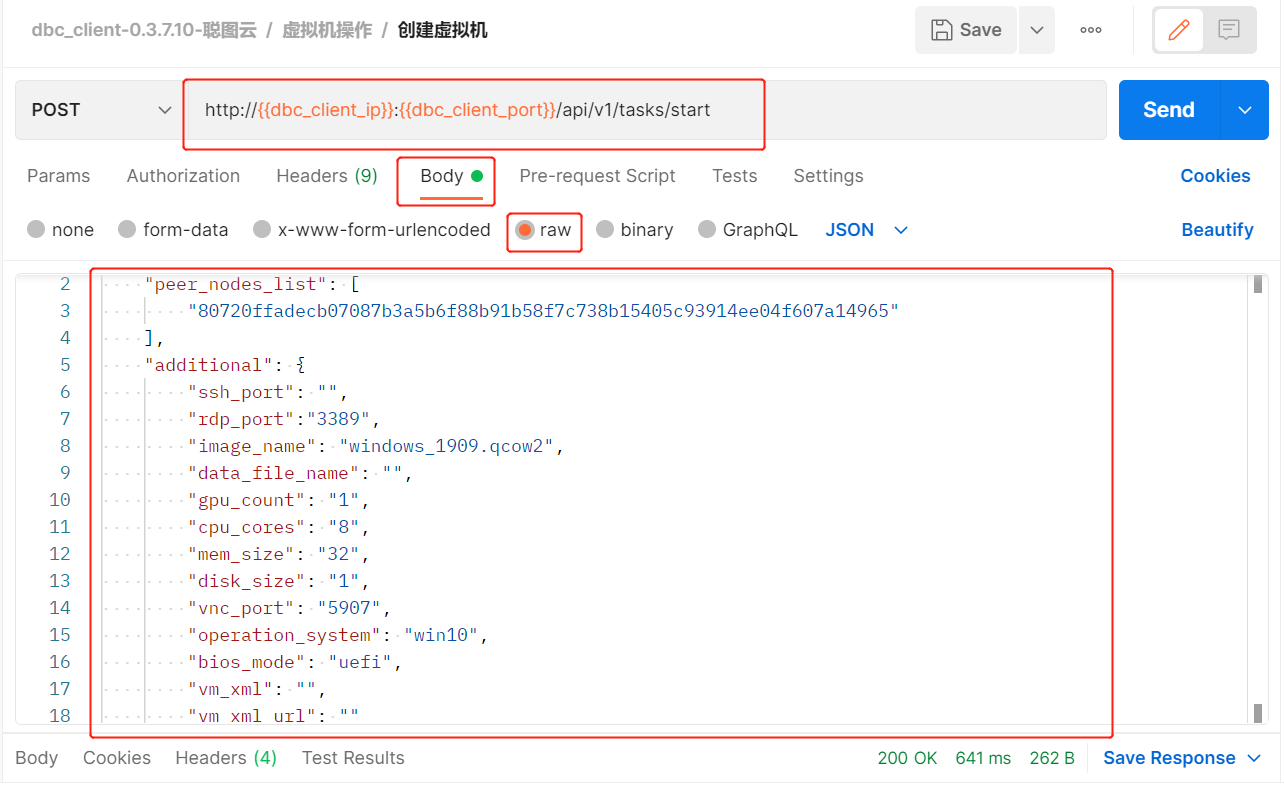 dbc_client-0.3.7.10-聪图云 / 虚拟机操作 / 创建虚拟机
Save
POST
http://{{dbc_client_ip}}:{{dbc_client_port}}/api/v1/tasks/start
Send
Params Authorization Headers (9) Body Pre-request Script Tests Settings Cookies
none form-data x-www-form-urlencoded raw binary GraphQL JSON Beautify
2 "peer_nodes_list": [
3 "80720ffadecb07087b3a5b6f88b91b58f7c738b15405c93914ee04f607a14965"
4 ],
5 "additional": {
6 "ssh_port": "",
7 "rdp_port":"3389",
8 "image_name": "windows_1909.qcow2",
9 "data_file_name": "",
10 "gpu_count": "1",
11 "cpu_cores": "8",
12 "mem_size": "32",
13 "disk_size": "1",
14 "vnc_port": "5907",
15 "operation_system": "win10",
16 "bios_mode": "uefi",
17 "vm_xml": "",
18 "vm_xml_url": ""
Body Cookies Headers (4) Test Results 200 OK 641 ms 262 B Save Response